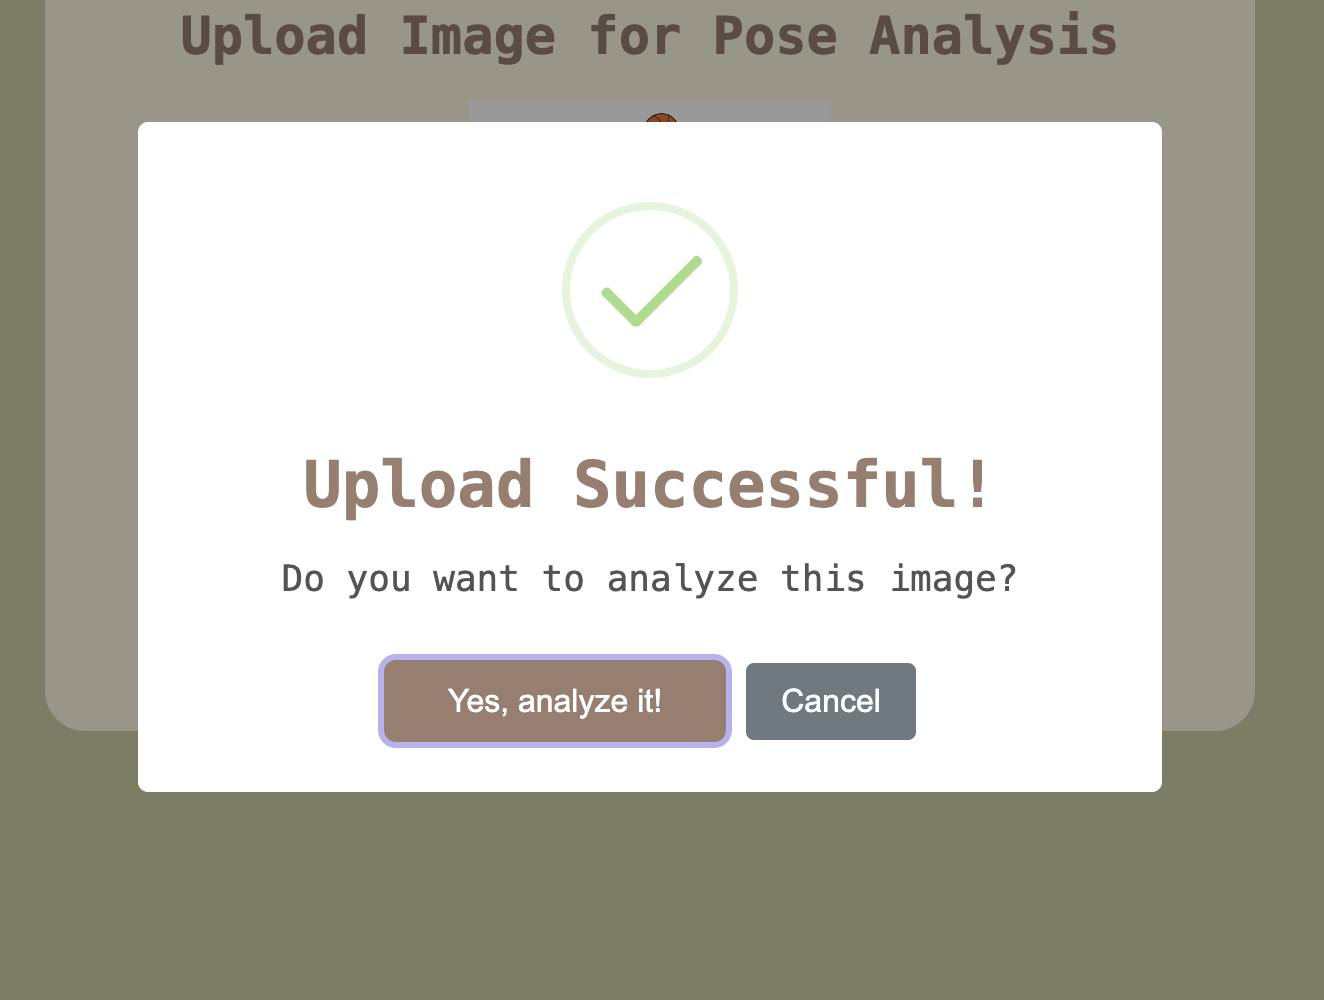 Upload Image for Pose Analysis
Upload Successful!
Do you want to analyze this image?
Yes, analyze it! Cancel